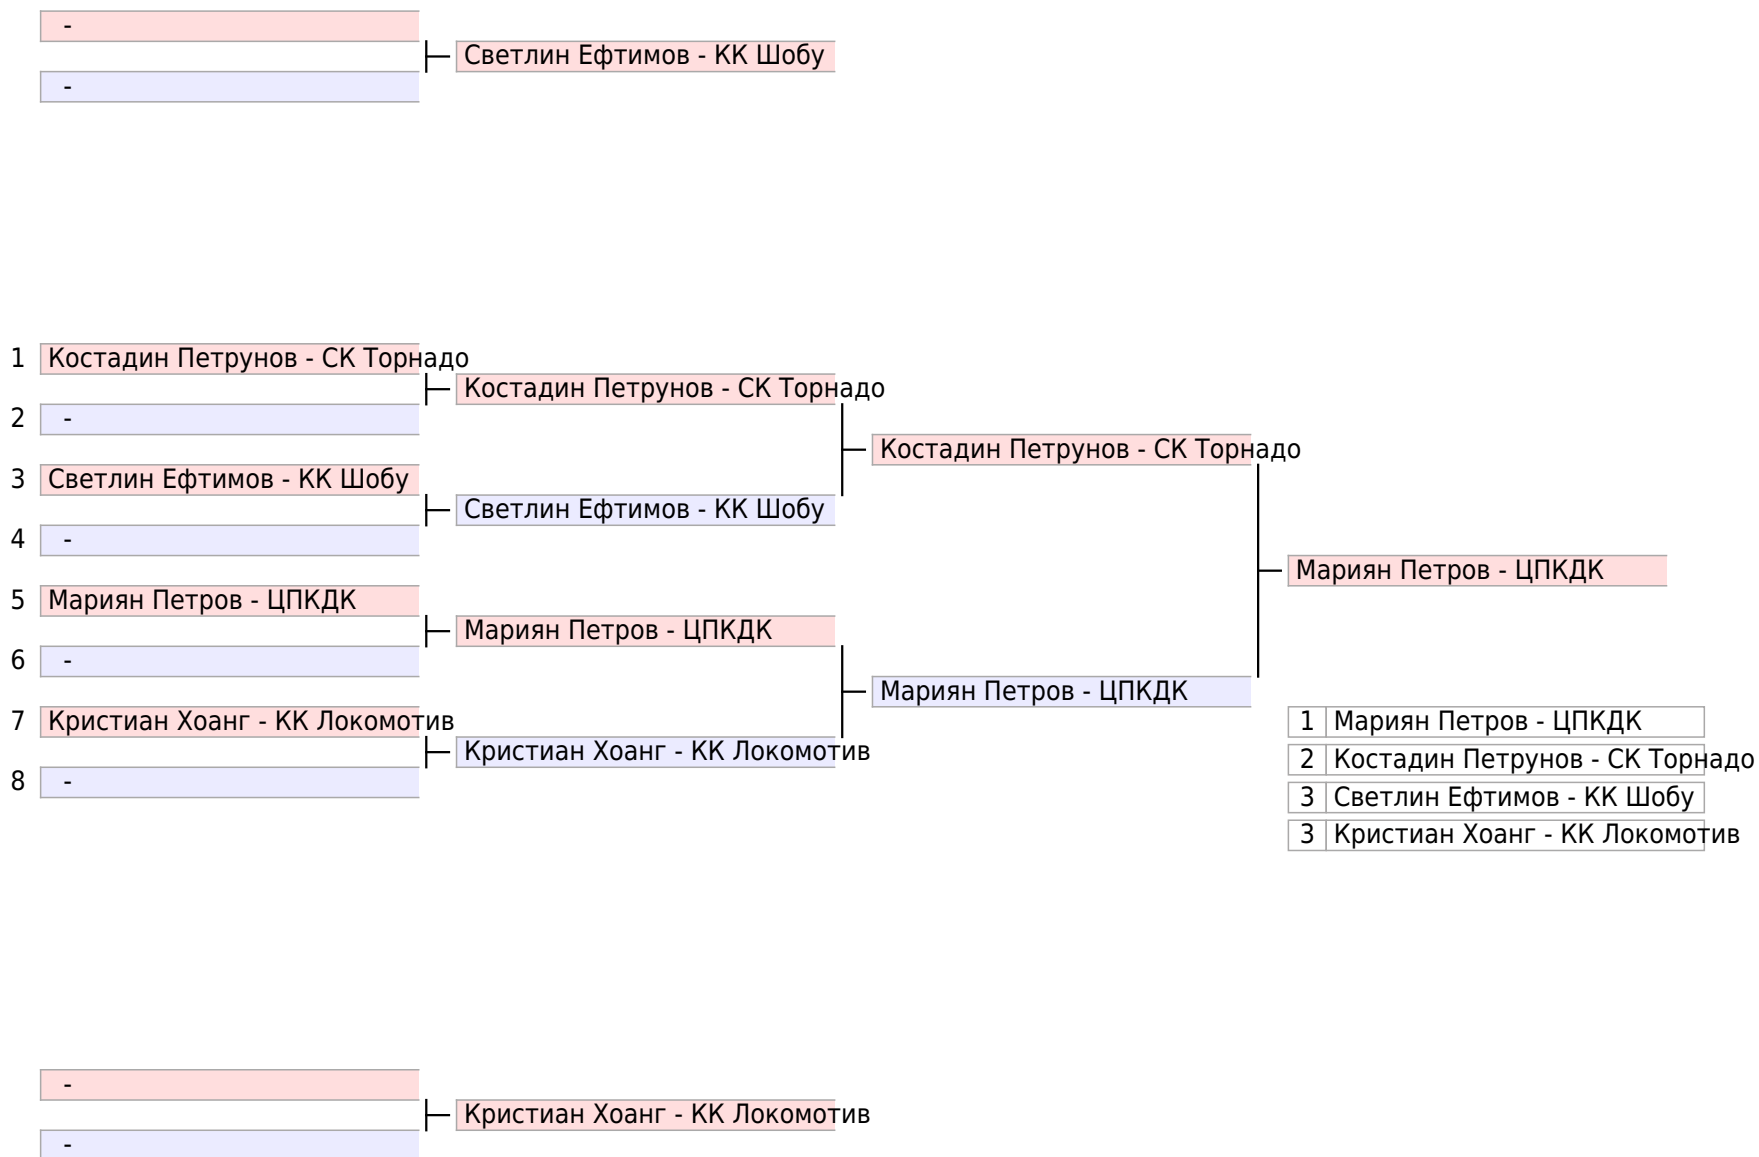 -
Светлин Ефтимов - КК Шобу
-
1 Костадин Петрунов - СК Торнадо
Костадин Петрунов - СК Торнадо
2 -
Костадин Петрунов - СК Торнадо
3 Светлин Ефтимов - КК Шобу
Светлин Ефтимов - КК Шобу
4 -
Мариян Петров - ЦПКДК
5 Мариян Петров - ЦПКДК
Мариян Петров - ЦПКДК
6 -
Мариян Петров - ЦПКДК
7 Кристиан Хоанг - КК Локомотив
Кристиан Хоанг - КК Локомотив
8 -
1 Мариян Петров - ЦПКДК
2 Костадин Петрунов - СК Торнадо
3 Светлин Ефтимов - КК Шобу
3 Кристиан Хоанг - КК Локомотив
-
Кристиан Хоанг - КК Локомотив
-